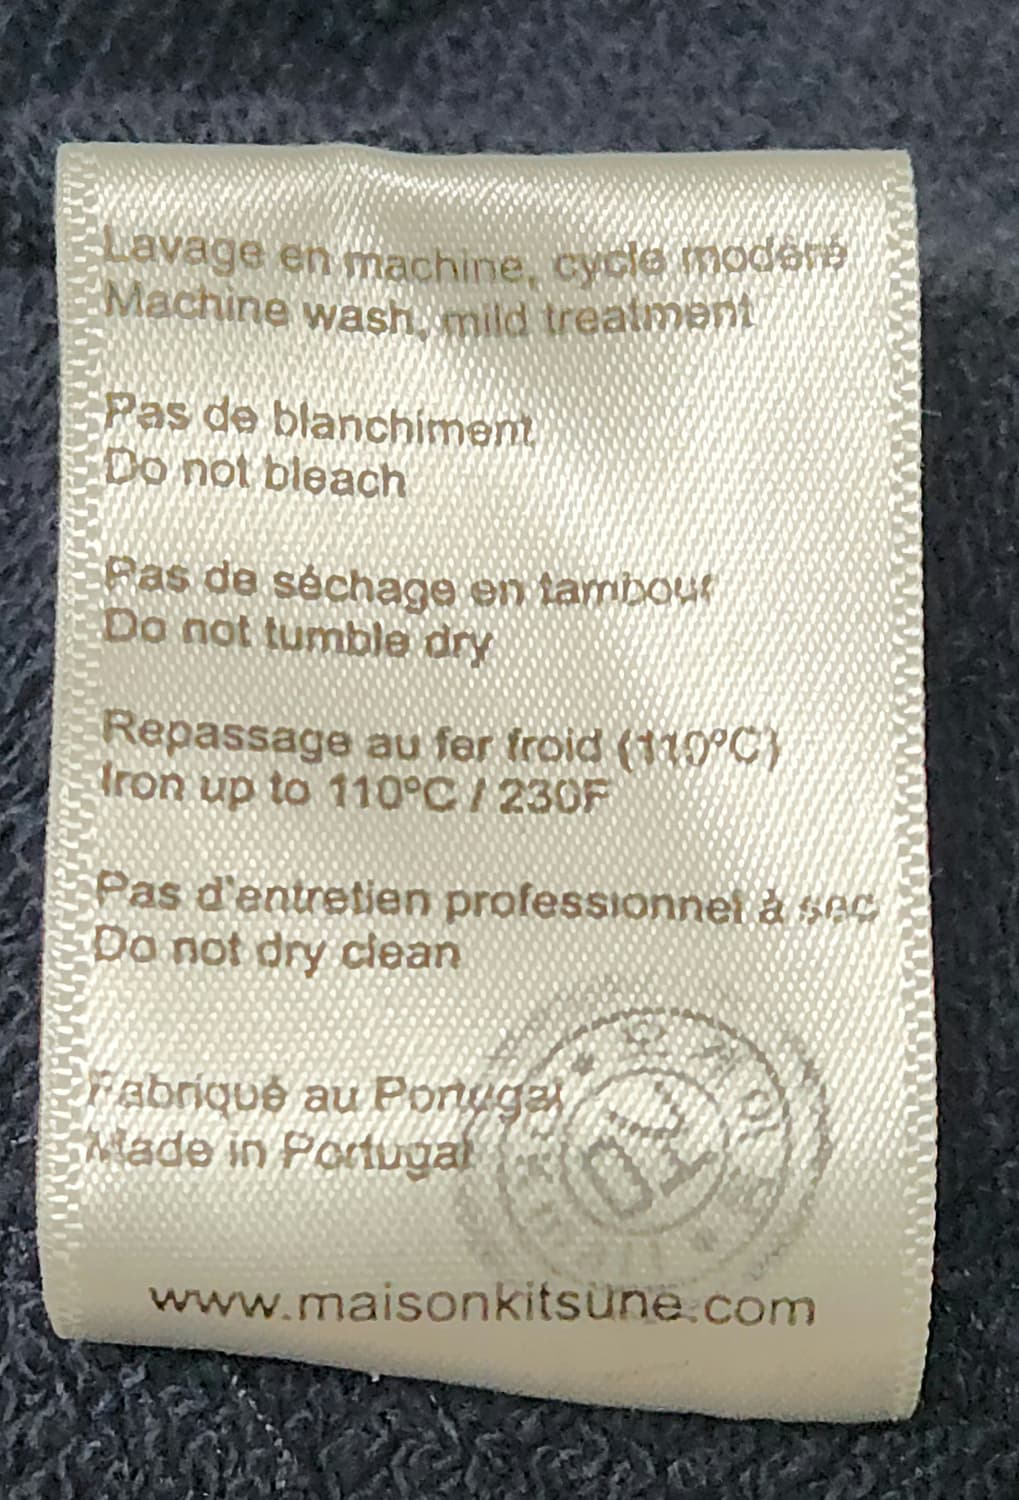 Lavage en machine, cycle modéré
Machine wash, mild treatment
Pas de blanchiment
Do not bleach
Pas de séchage en tambour
Do not tumble dry
Repassage au fer froid (110ºC)
Iron up to 110ºC / 230F
Pas d'entretien professionnel à sec
Do not dry clean
Fabriqué au Portugal
Made in Portugal
www.maisonkitsune.com